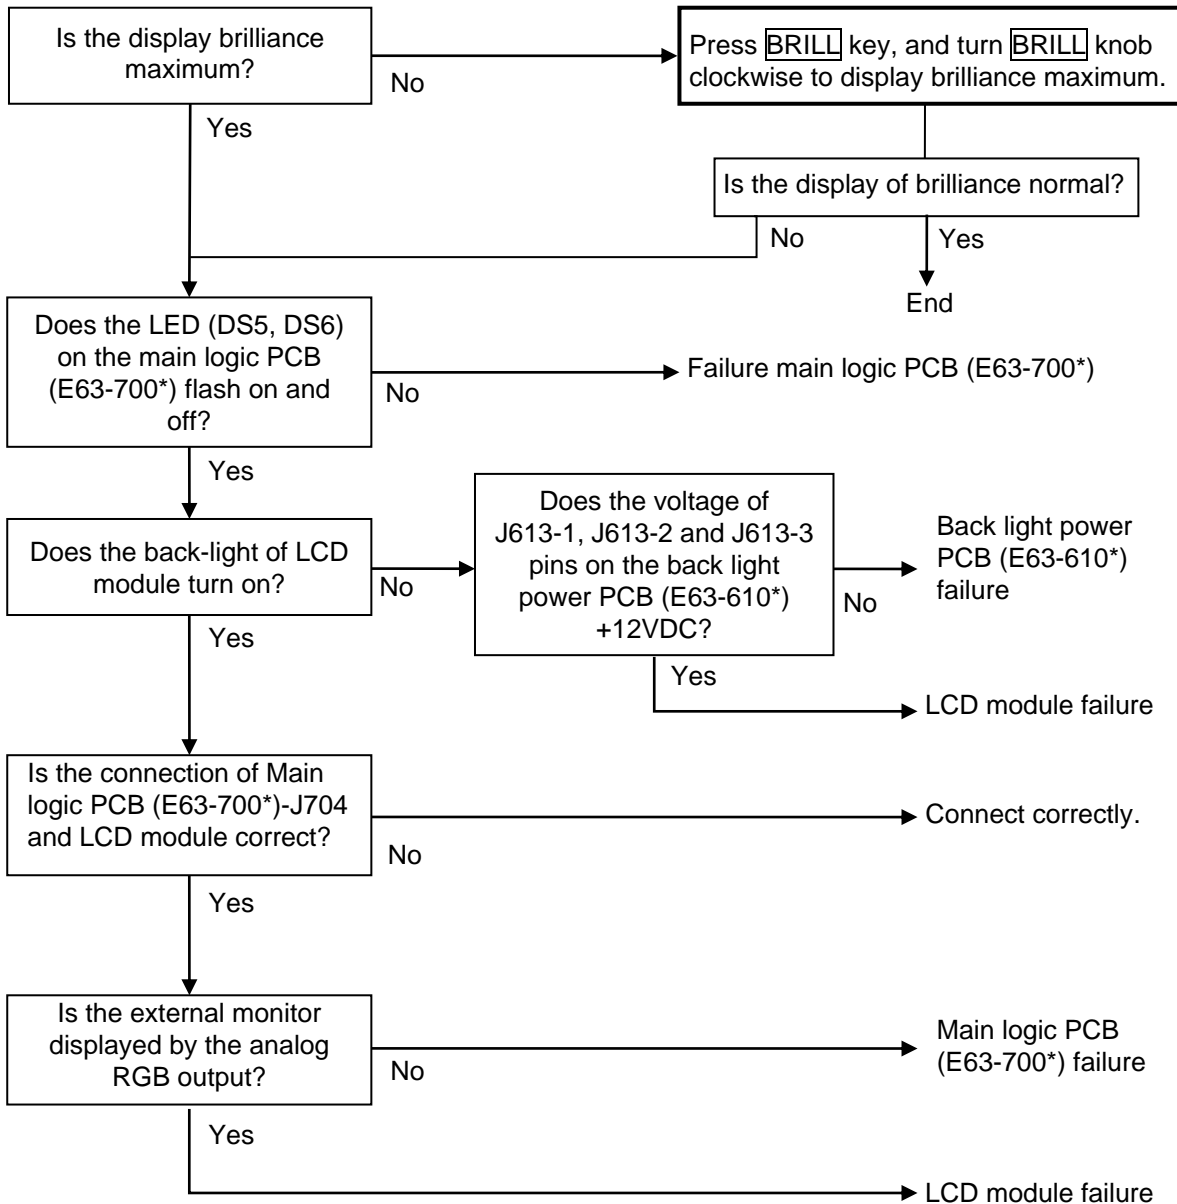 Is the display brilliance
maximum?
No
Press BRILL key, and turn BRILL knob
clockwise to display brilliance maximum.
Yes
Is the display of brilliance normal?
No
Yes
End
Does the LED (DS5, DS6)
on the main logic PCB
(E63-700*) flash on and
off?
No
Failure main logic PCB (E63-700*)
Yes
Does the back-light of LCD
module turn on?
No
Does the voltage of
J613-1, J613-2 and J613-3
pins on the back light
power PCB (E63-610*)
+12VDC?
No
Back light power
PCB (E63-610*)
failure
Yes
LCD module failure
Yes
Is the connection of Main
logic PCB (E63-700*)-J704
and LCD module correct?
No
Connect correctly.
Yes
Is the external monitor
displayed by the analog
RGB output?
No
Main logic PCB
(E63-700*) failure
Yes
LCD module failure